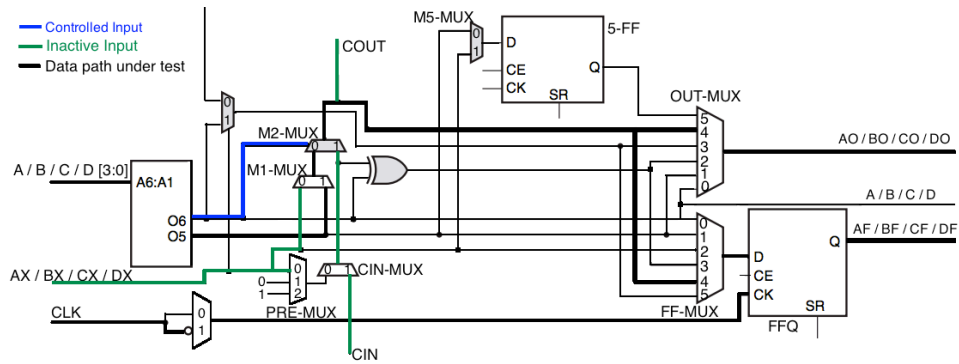 Controlled Input
Inactive Input
Data path under test
COUT
M5-MUX
0
1
D
CE
CK
SR
Q
5-FF
OUT-MUX
5
4
3
2
1
0
AO / BO / CO / DO
0
1
M2-MUX
0 1
M1-MUX
0 1
A / B / C / D [3:0]
A6:A1
O6
O5
A / B / C / D
AF / BF / CF / DF
0
1
2
3
4
5
FF-MUX
D
CE
CK
SR
Q
FFQ
AX / BX / CX / DX
0
1
2
0
1
PRE-MUX
0 1
CIN-MUX
CLK
0
1
CIN